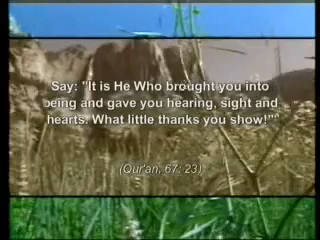 Say: "It is He Who brought you into
being and gave you hearing, sight and
hearts. What little thanks you show!"
(Qur'an, 67: 23)